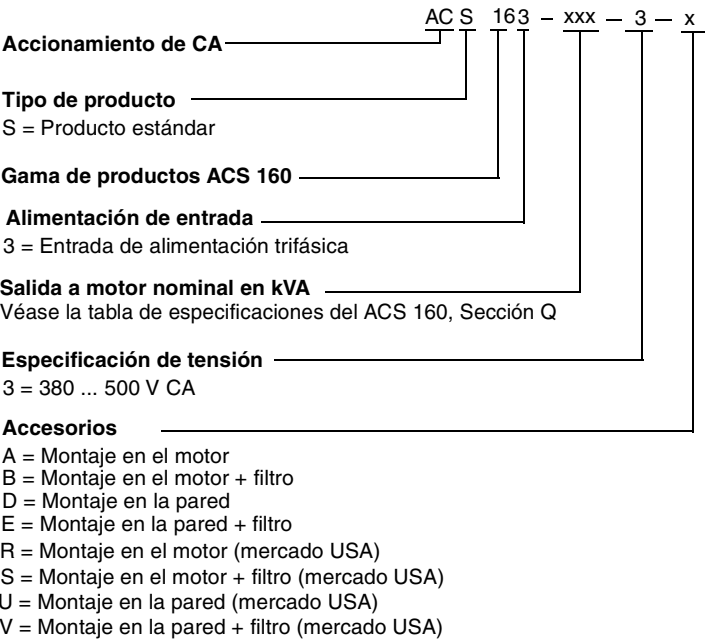 AC S 16 3 – xxx – 3 – x
Accionamiento de CA
Tipo de producto
S = Producto estándar
Gama de productos ACS 160
Alimentación de entrada
3 = Entrada de alimentación trifásica
Salida a motor nominal en kVA
Véase la tabla de especificaciones del ACS 160, Sección Q
Especificación de tensión
3 = 380 ... 500 V CA
Accesorios
A = Montaje en el motor
B = Montaje en el motor + filtro
D = Montaje en la pared
E = Montaje en la pared + filtro
R = Montaje en el motor (mercado USA)
S = Montaje en el motor + filtro (mercado USA)
U = Montaje en la pared (mercado USA)
V = Montaje en la pared + filtro (mercado USA)